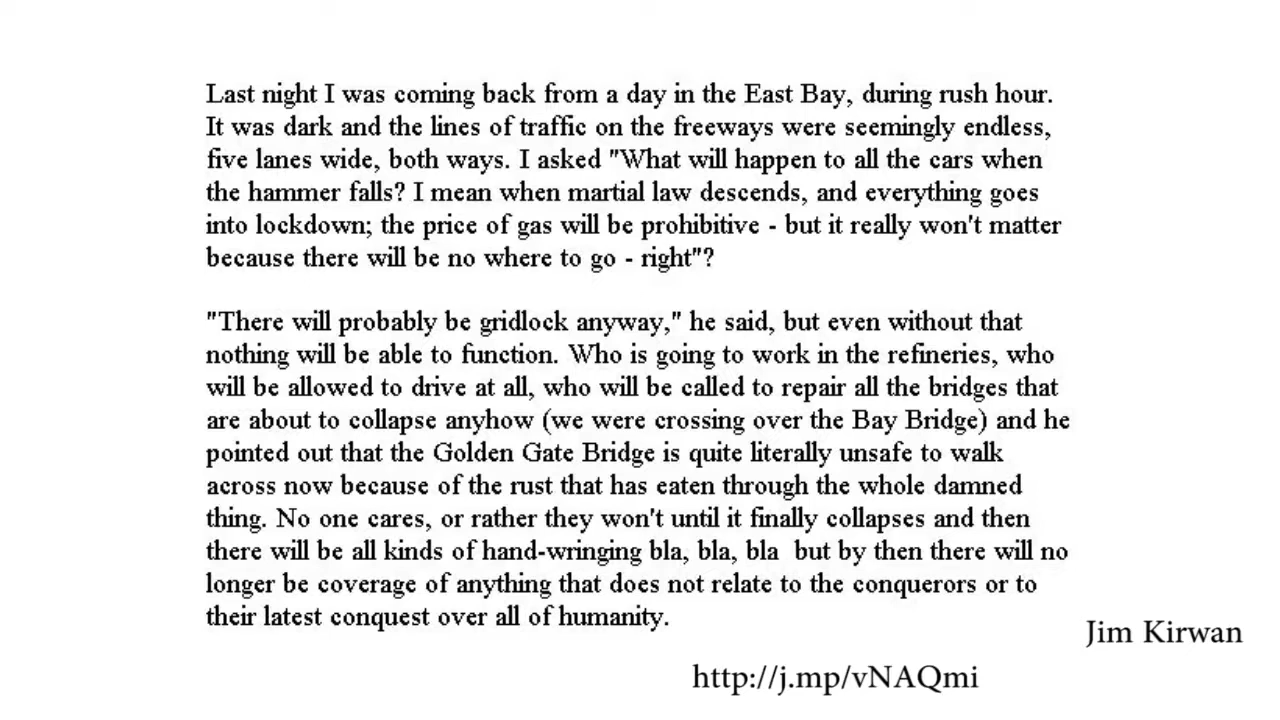 Last night I was coming back from a day in the East Bay, during rush hour.
It was dark and the lines of traffic on the freeways were seemingly endless,
five lanes wide, both ways. I asked "What will happen to all the cars when
the hammer falls? I mean when martial law descends, and everything goes
into lockdown; the price of gas will be prohibitive - but it really won't matter
because there will be no where to go - right"?
"There will probably be gridlock anyway," he said, but even without that
nothing will be able to function. Who is going to work in the refineries, who
will be allowed to drive at all, who will be called to repair all the bridges that
are about to collapse anyhow (we were crossing over the Bay Bridge) and he
pointed out that the Golden Gate Bridge is quite literally unsafe to walk
across now because of the rust that has eaten through the whole damned
thing. No one cares, or rather they won't until it finally collapses and then
there will be all kinds of hand-wringing bla, bla, bla  but by then there will no
longer be coverage of anything that does not relate to the conquerors or to
their latest conquest over all of humanity.
Jim Kirwan
http://j.mp/vNAQmi